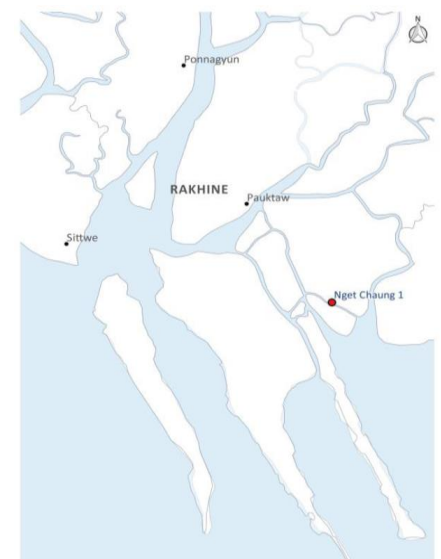 N
Ponnagyun
RAKHINE
Pauktaw
Sittwe
Nget Chaung 1